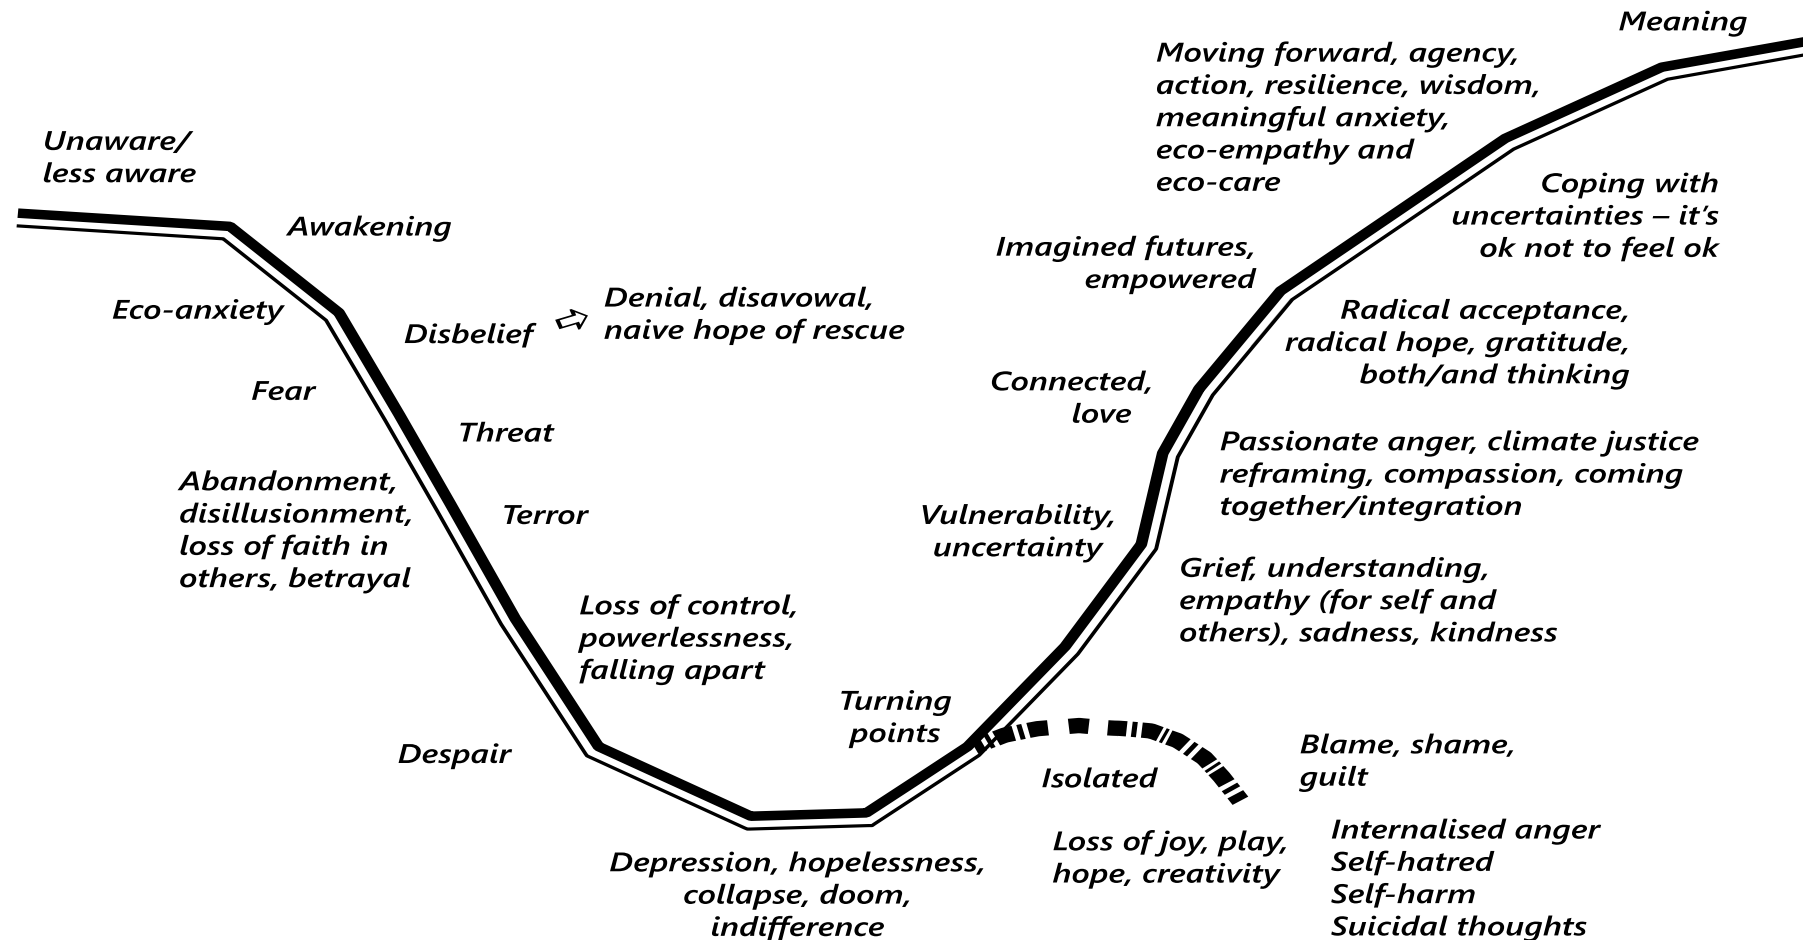 Unaware/
less aware
Awakening
Eco-anxiety
Disbelief
Denial, disavowal,
naive hope of rescue
Fear
Threat
Abandonment,
disillusionment,
loss of faith in
others, betrayal
Terror
Loss of control,
powerlessness,
falling apart
Despair
Depression, hopelessness,
collapse, doom,
indifference
Turning
points
Isolated
Loss of joy, play,
hope, creativity
Blame, shame,
guilt
Internalised anger
Self-hatred
Self-harm
Suicidal thoughts
Grief, understanding,
empathy (for self and
others), sadness, kindness
Vulnerability,
uncertainty
Passionate anger, climate justice
reframing, compassion, coming
together/integration
Connected,
love
Radical acceptance,
radical hope, gratitude,
both/and thinking
Imagined futures,
empowered
Coping with
uncertainties – it’s
ok not to feel ok
Moving forward, agency,
action, resilience, wisdom,
meaningful anxiety,
eco-empathy and
eco-care
Meaning